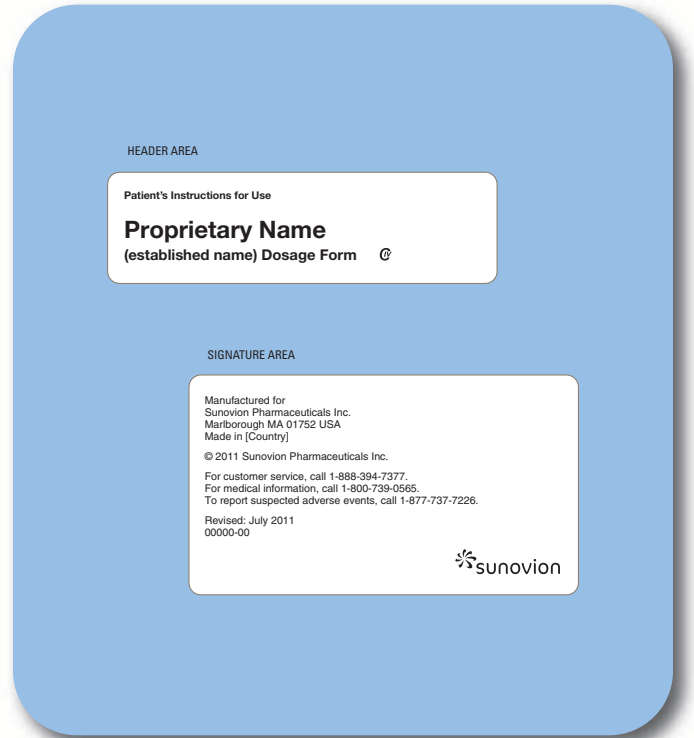 HEADER AREA
Patient's Instructions for Use
Proprietary Name
(established name) Dosage Form CIV
SIGNATURE AREA
Manufactured for
Sunovion Pharmaceuticals Inc.
Marlborough MA 01752 USA
Made in [Country]
© 2011 Sunovion Pharmaceuticals Inc.
For customer service, call 1-888-394-7377.
For medical information, call 1-800-739-0565.
To report suspected adverse events, call 1-877-737-7226.
Revised: July 2011
00000-00
sunovion